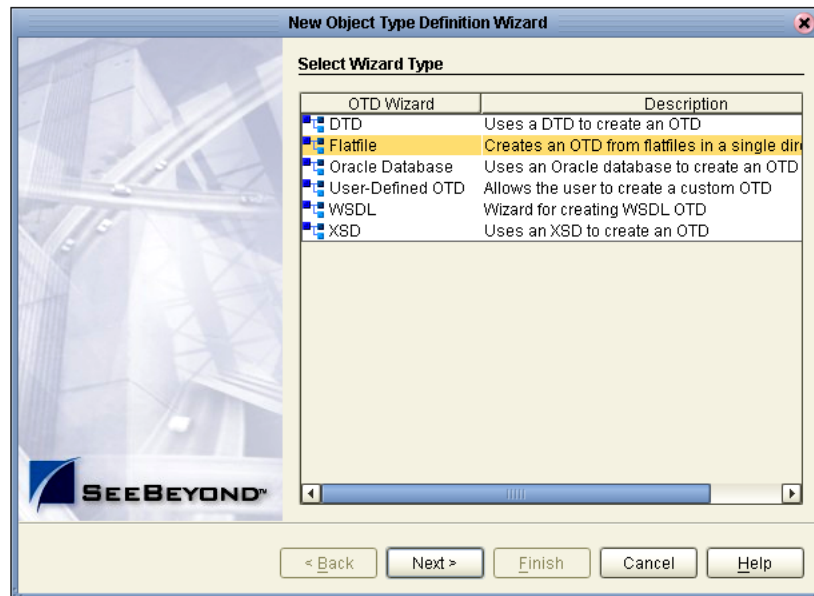 New Object Type Definition Wizard
Select Wizard Type
OTD Wizard Description
DTD Uses a DTD to create an OTD
Flatfile Creates an OTD from flatfiles in a single dire
Oracle Database Uses an Oracle database to create an OTD
User-Defined OTD Allows the user to create a custom OTD
WSDL Wizard for creating WSDL OTD
XSD Uses an XSD to create an OTD
SEEBEYOND™
< Back Next > Finish Cancel Help